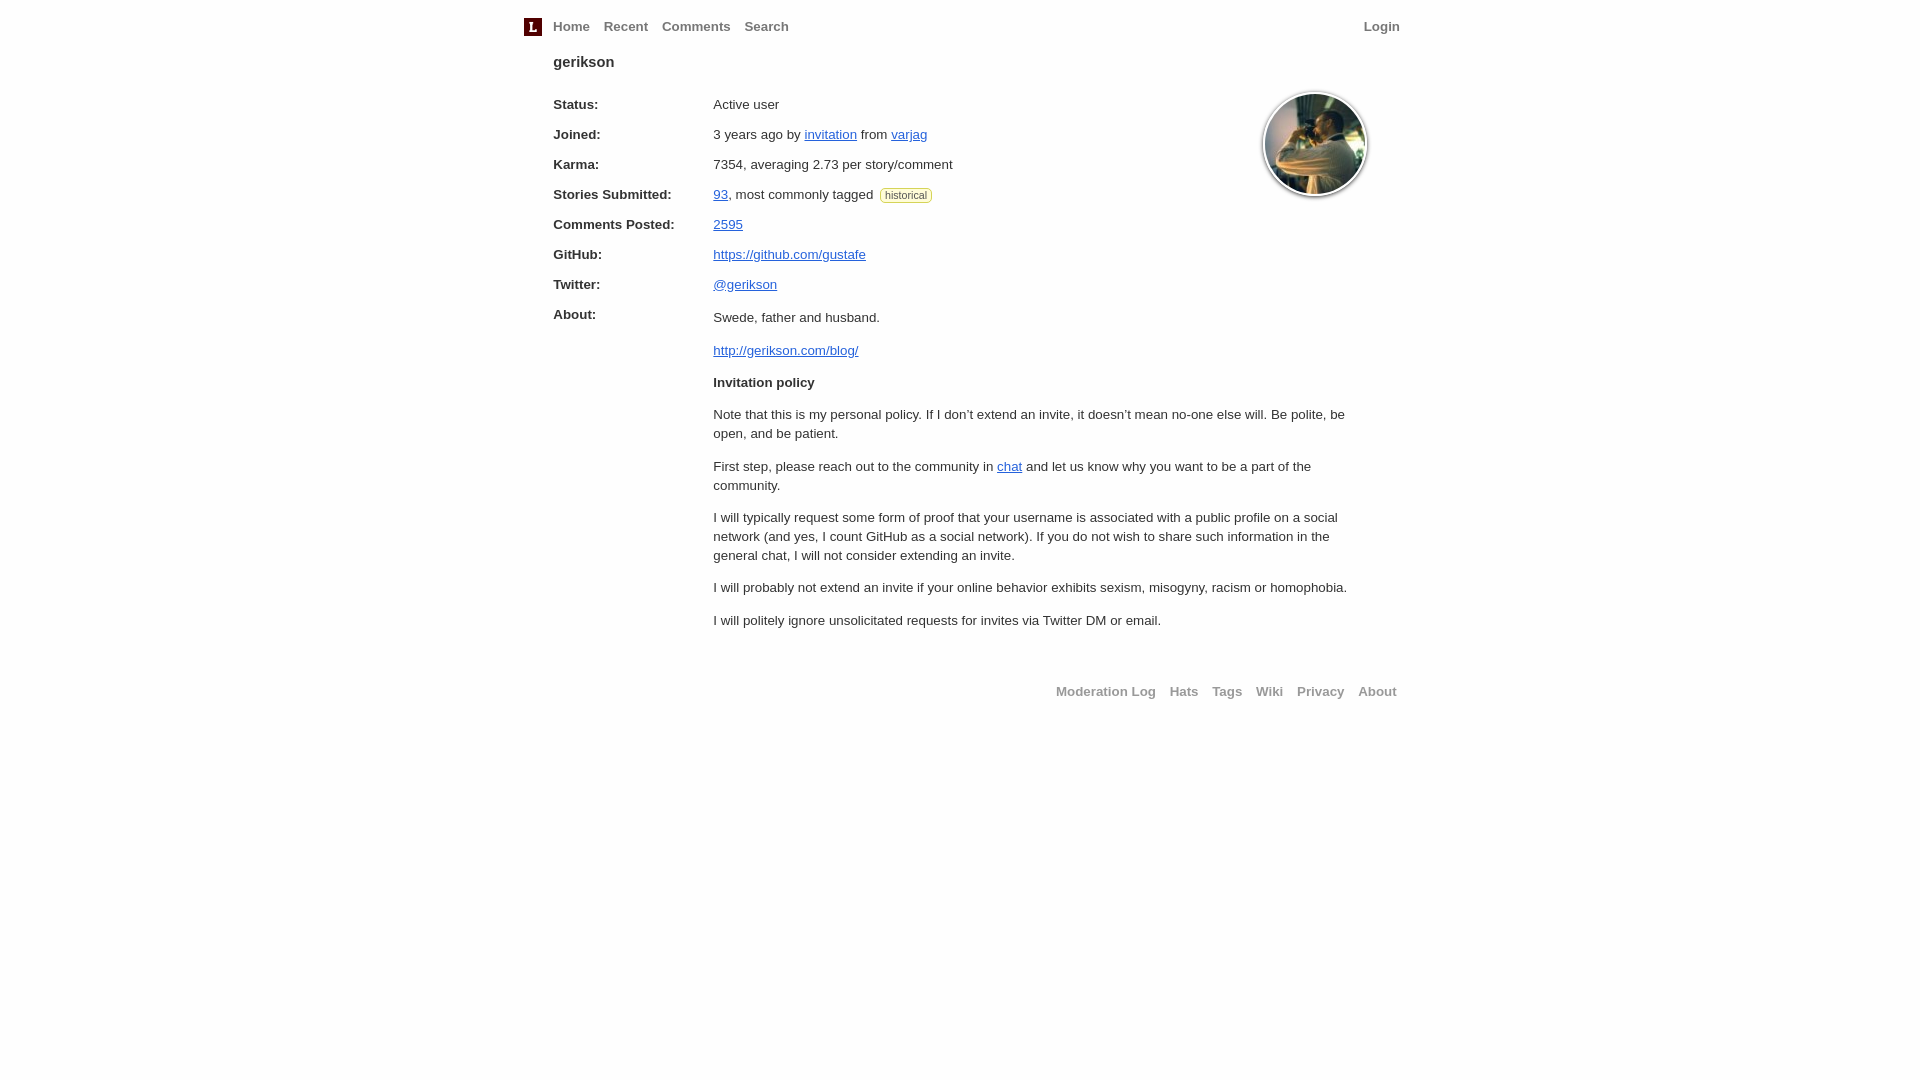 L Home Recent Comments Search Login
gerikson
Status: Active user
Joined: 3 years ago by invitation from varjag
Karma: 7354, averaging 2.73 per story/comment
Stories Submitted: 93, most commonly tagged historical
Comments Posted: 2595
GitHub: https://github.com/gustafe
Twitter: @gerikson
About: Swede, father and husband.
http://gerikson.com/blog/
Invitation policy
Note that this is my personal policy. If I don’t extend an invite, it doesn’t mean no-one else will. Be polite, be
open, and be patient.
First step, please reach out to the community in chat and let us know why you want to be a part of the
community.
I will typically request some form of proof that your username is associated with a public profile on a social
network (and yes, I count GitHub as a social network). If you do not wish to share such information in the
general chat, I will not consider extending an invite.
I will probably not extend an invite if your online behavior exhibits sexism, misogyny, racism or homophobia.
I will politely ignore unsolicitated requests for invites via Twitter DM or email.
Moderation Log Hats Tags Wiki Privacy About